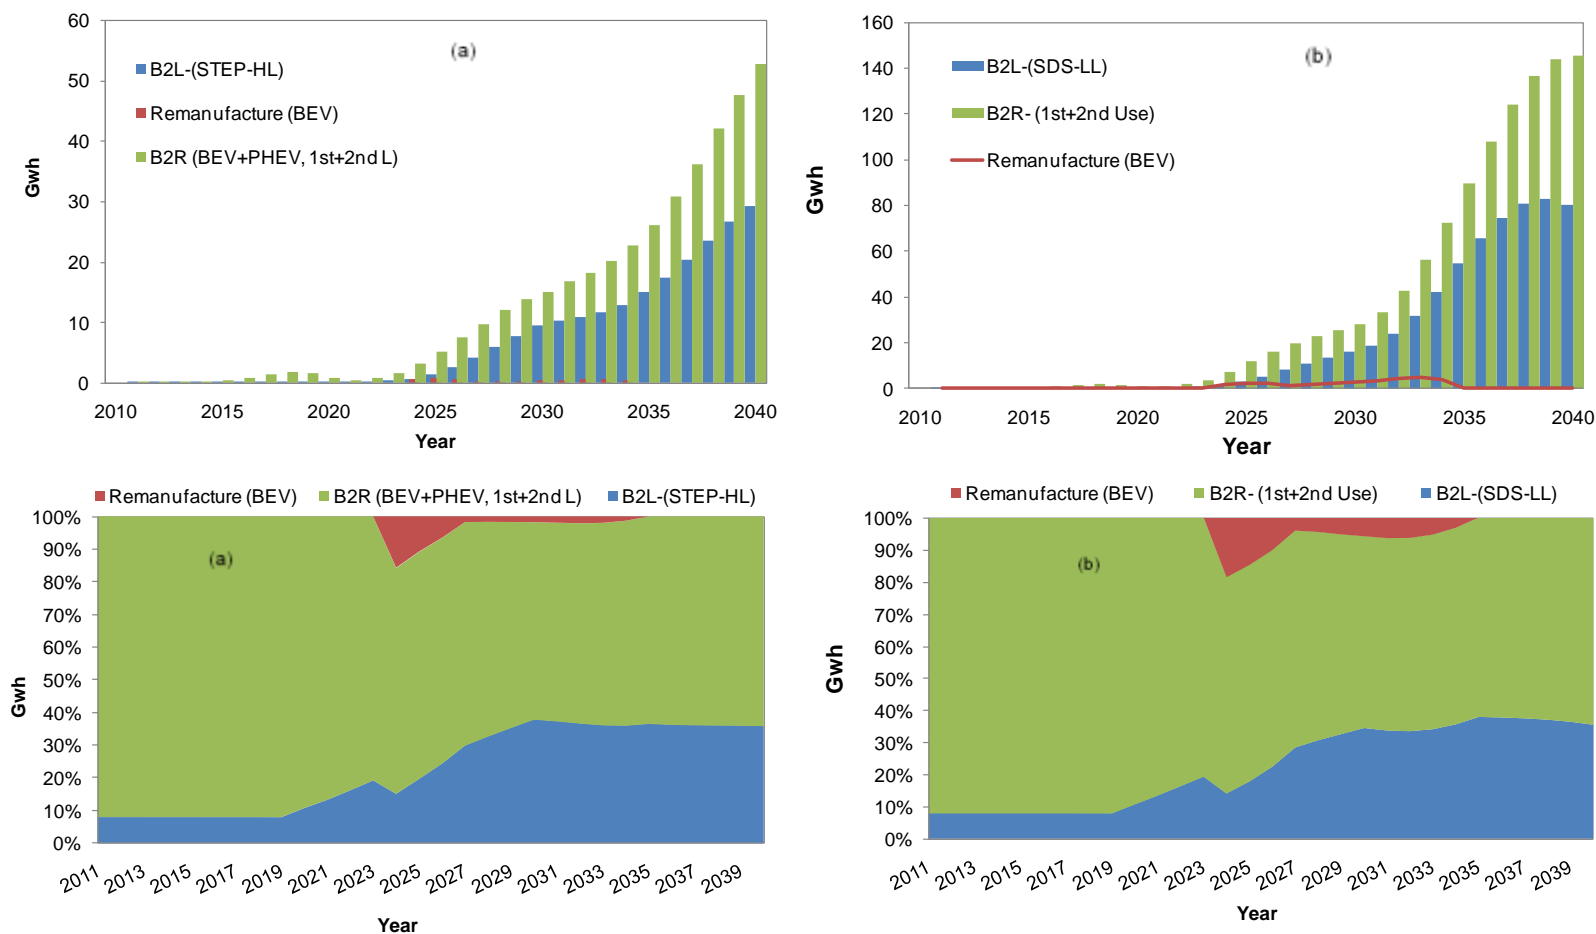 60
50
40
30
20
10
0
Gwh
(a)
B2L-(STEP-HL)
Remanufacture (BEV)
B2R (BEV+PHEV, 1st+2nd L)
2010 2015 2020 2025 2030 2035 2040
Year
160
140
120
100
80
60
40
20
0
Gwh
(b)
B2L-(SDS-LL)
B2R- (1st+2nd Use)
Remanufacture (BEV)
2010 2015 2020 2025 2030 2035 2040
Year
Remanufacture (BEV) B2R (BEV+PHEV, 1st+2nd L) B2L-(STEP-HL)
100%
90%
80%
70%
60%
50%
40%
30%
20%
10%
0%
Gwh
(a)
2011 2013 2015 2017 2019 2021 2023 2025 2027 2029 2031 2033 2035 2037 2039
Year
Remanufacture (BEV) B2R- (1st+2nd Use) B2L-(SDS-LL)
100%
90%
80%
70%
60%
50%
40%
30%
20%
10%
0%
Gwh
(b)
2011 2013 2015 2017 2019 2021 2023 2025 2027 2029 2031 2033 2035 2037 2039
Year